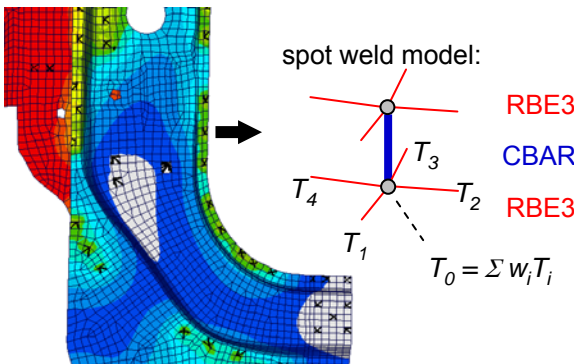 spot weld model:
RBE3
CBAR
RBE3
T3
T4
T2
T1
T0 = Σ wiTi